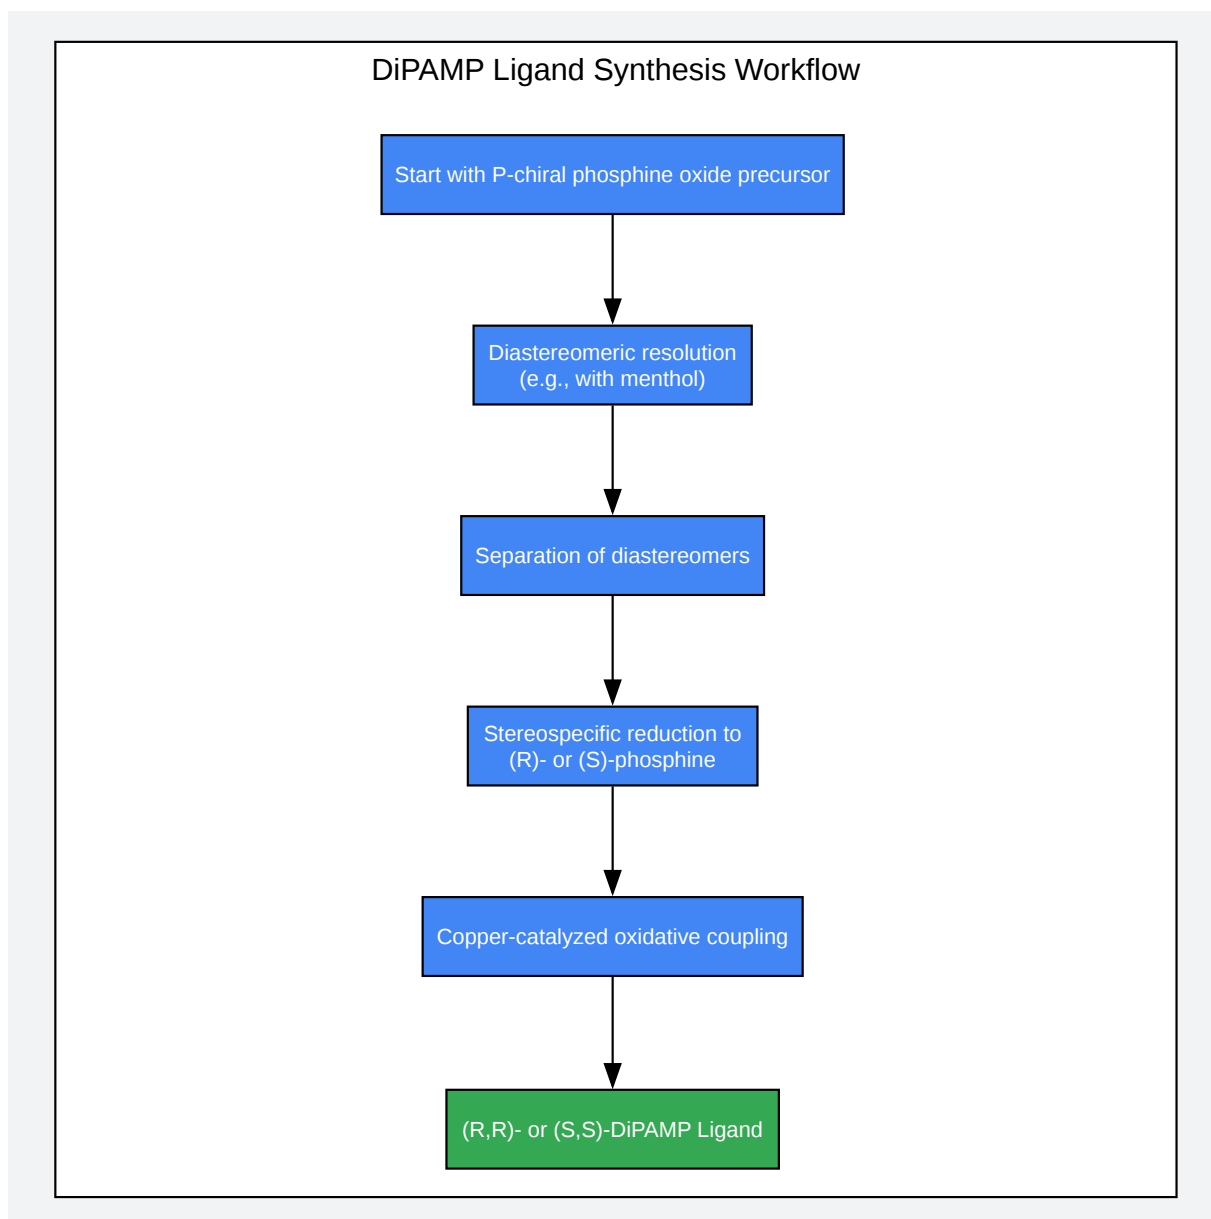 DiPAMP Ligand Synthesis Workflow
Start with P-chiral phosphine oxide precursor
Diastereomeric resolution
(e.g., with menthol)
Separation of diastereomers
Stereospecific reduction to
(R)- or (S)-phosphine
Copper-catalyzed oxidative coupling
(R,R)- or (S,S)-DiPAMP Ligand